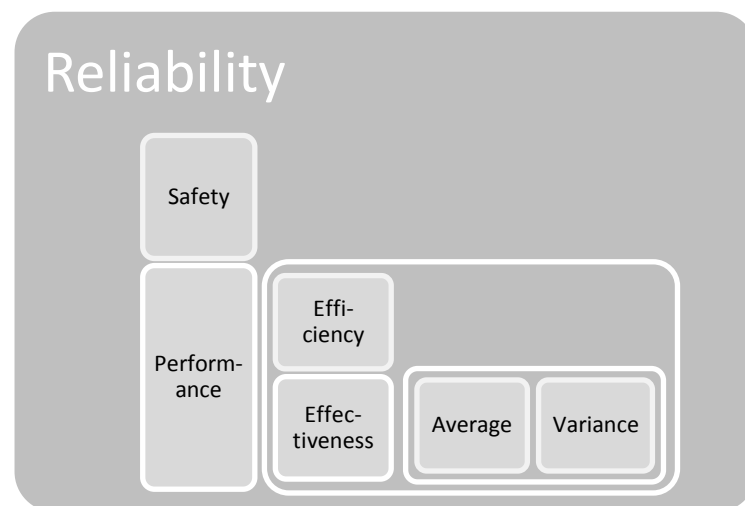 Reliability
Safety
Effi-
ciency
Perform-
ance
Effec-
tiveness
Average
Variance